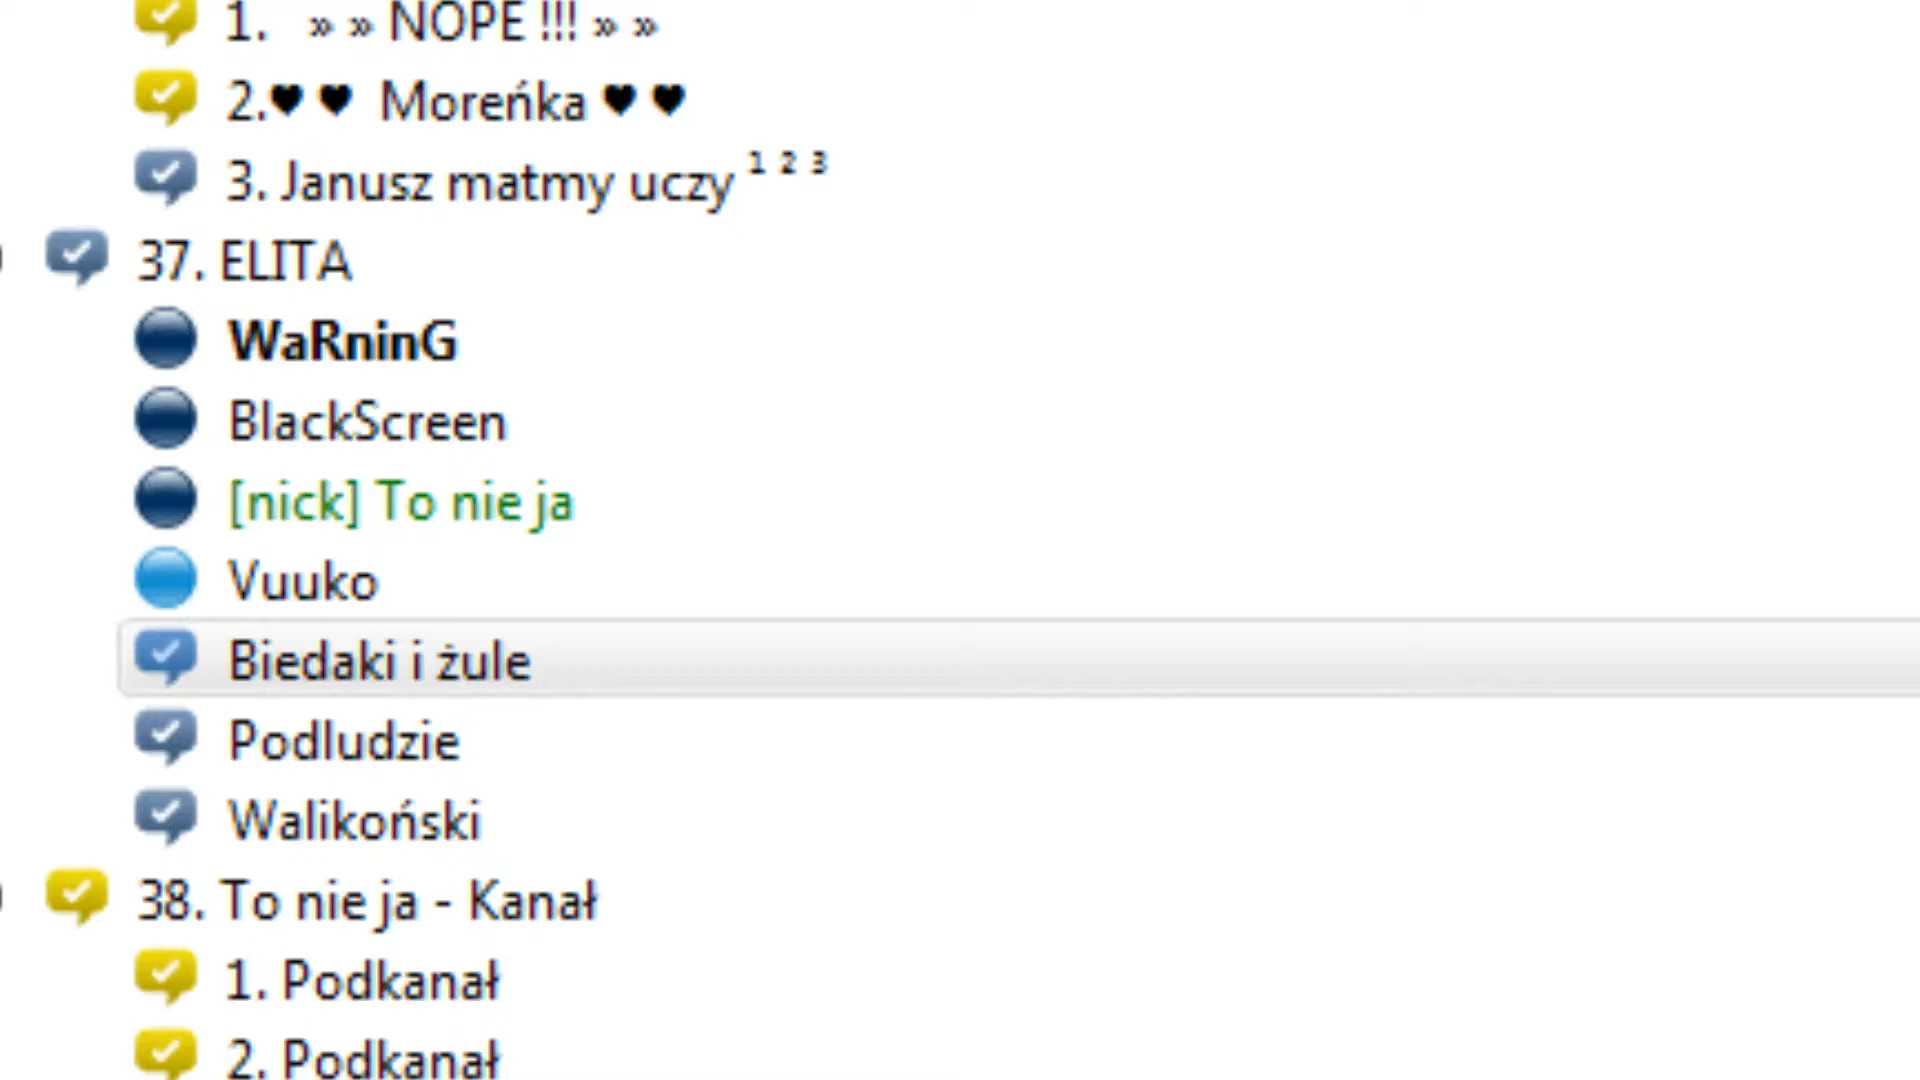 1. » » NOPE !!! » »
2.♥ ♥ Moreńka ♥ ♥
3. Janusz matmy uczy ¹ ² ³
37. ELITA
WaRninG
BlackScreen
[nick] To nie ja
Vuuko
Biedaki i żule
Podludzie
Walikoński
38. To nie ja - Kanał
1. Podkanał
2. Podkanał